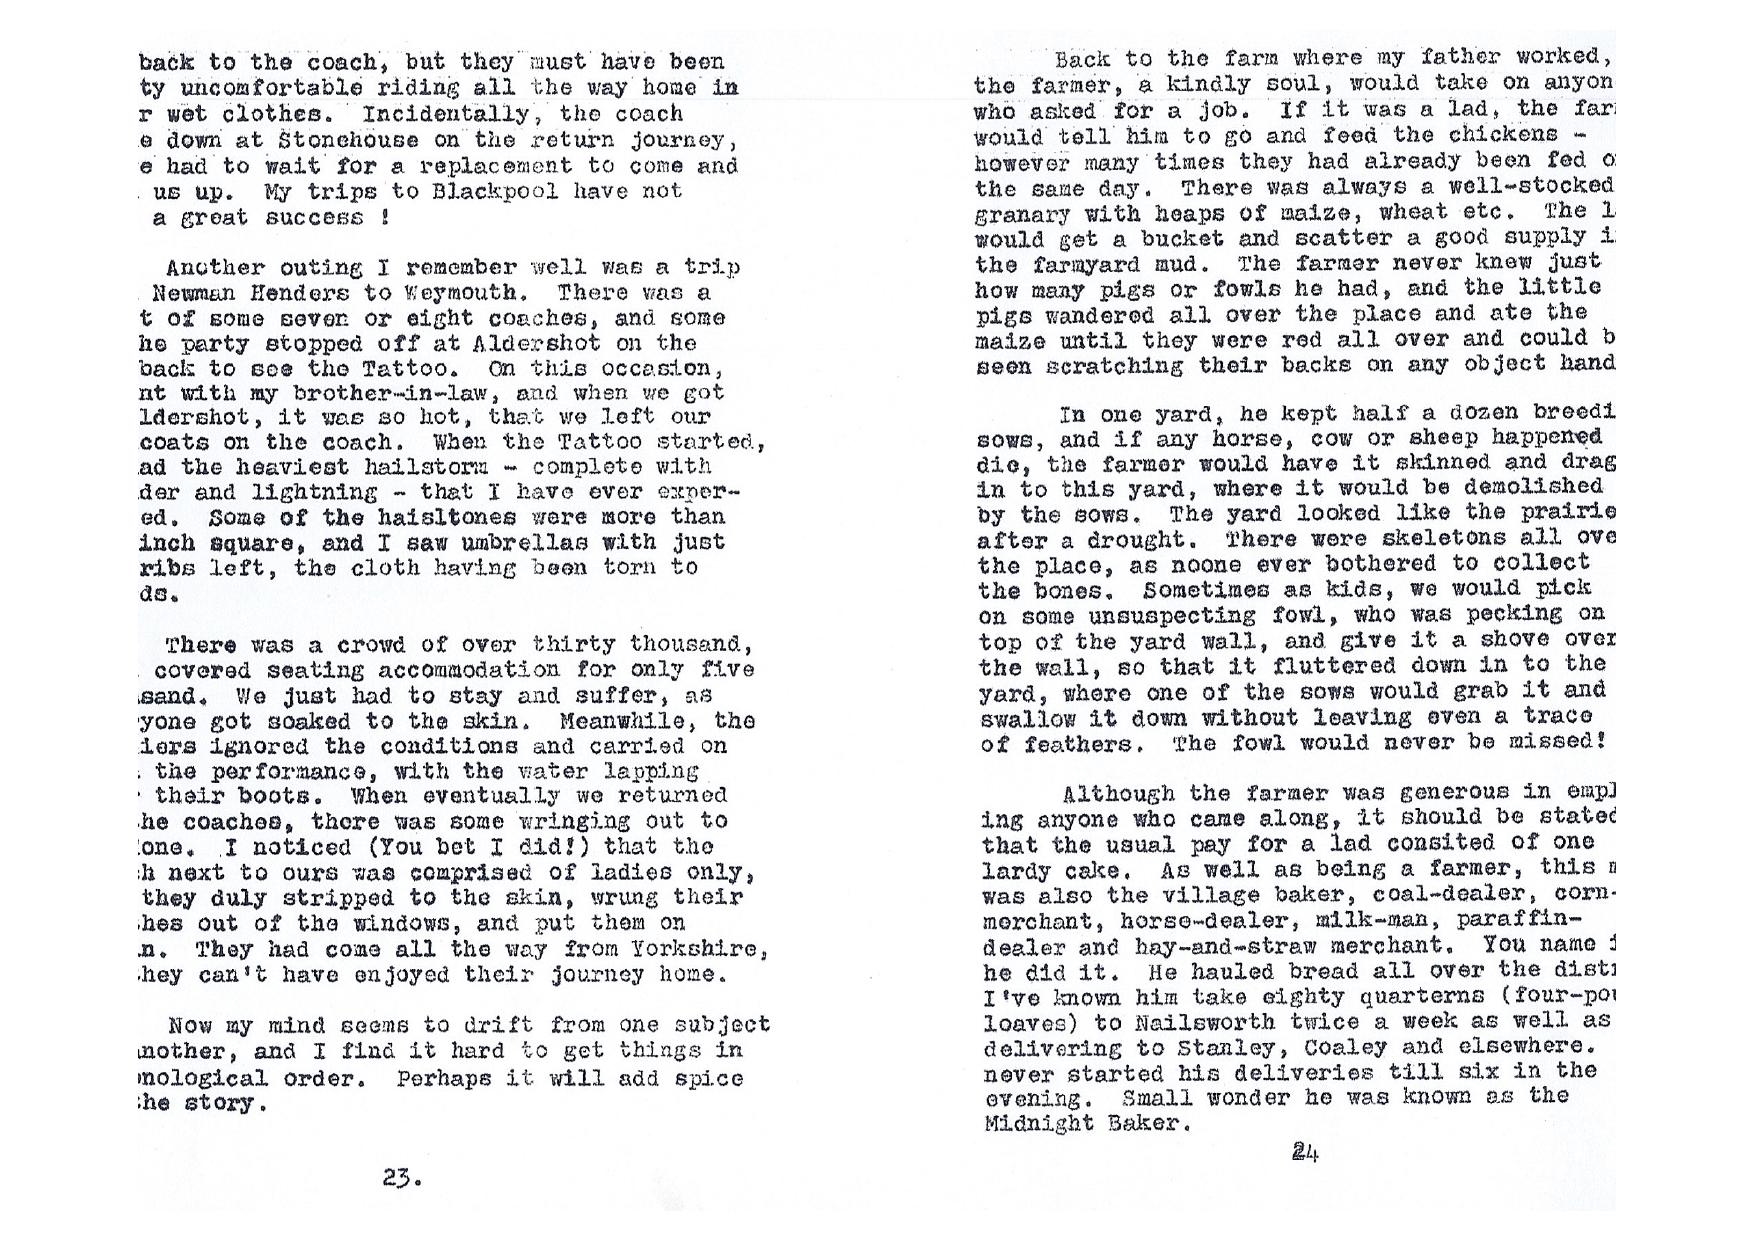 back to the coach, but they must have been
ty uncomfortable riding all the way home in
r wet clothes. Incidentally, the coach
e down at Stonehouse on the return journey,
e had to wait for a replacement to come and
us up. My trips to Blackpool have not
a great success !
Another outing I remember well was a trip
Newman Henders to Weymouth. There was a
t of some seven or eight coaches, and some
he party stopped off at Aldershot on the
back to see the Tattoo. On this occasion,
nt with my brother-in-law, and when we got
ldershot, it was so hot, that we left our
coats on the coach. When the Tattoo started,
ad the heaviest hailstorm - complete with
der and lightning - that I have ever exper-
ed. Some of the haisltones were more than
inch square, and I saw umbrellas with just
ribs left, the cloth having been torn to
ds.
There was a crowd of over thirty thousand,
covered seating accommodation for only five
sand. We just had to stay and suffer, as
yone got soaked to the skin. Meanwhile, the
iers ignored the conditions and carried on
the performance, with the water lapping
their boots. When eventually we returned
he coaches, there was some wringing out to
one. I noticed (You bet I did!) that the
h next to ours was comprised of ladies only,
they duly stripped to the skin, wrung their
hes out of the windows, and put them on
n. They had come all the way from Yorkshire,
hey can't have enjoyed their journey home.
Now my mind seems to drift from one subject
nother, and I find it hard to get things in
nological order. Perhaps it will add spice
he story.
23.
Back to the farm where my father worked,
the farmer, a kindly soul, would take on anyon
who asked for a job. If it was a lad, the far
would tell him to go and feed the chickens -
however many times they had already been fed o
the same day. There was always a well-stocked
granary with heaps of maize, wheat etc. The l
would get a bucket and scatter a good supply i
the farmyard mud. The farmer never knew just
how many pigs or fowls he had, and the little
pigs wandered all over the place and ate the
maize until they were red all over and could b
seen scratching their backs on any object hand
In one yard, he kept half a dozen breedi
sows, and if any horse, cow or sheep happened
die, the farmer would have it skinned and drag
in to this yard, where it would be demolished
by the sows. The yard looked like the prairie
after a drought. There were skeletons all ove
the place, as noone ever bothered to collect
the bones. Sometimes as kids, we would pick
on some unsuspecting fowl, who was pecking on
top of the yard wall, and give it a shove over
the wall, so that it fluttered down in to the
yard, where one of the sows would grab it and
swallow it down without leaving even a trace
of feathers. The fowl would never be missed!
Although the farmer was generous in empl
ing anyone who came along, it should be stated
that the usual pay for a lad consited of one
lardy cake. As well as being a farmer, this m
was also the village baker, coal-dealer, corn-
merchant, horse-dealer, milk-man, paraffin-
dealer and hay-and-straw merchant. You name i
he did it. He hauled bread all over the distr
I've known him take eighty quarterns (four-pou
loaves) to Nailsworth twice a week as well as
delivering to Stanley, Coaley and elsewhere.
never started his deliveries till six in the
evening. Small wonder he was known as the
Midnight Baker.
24